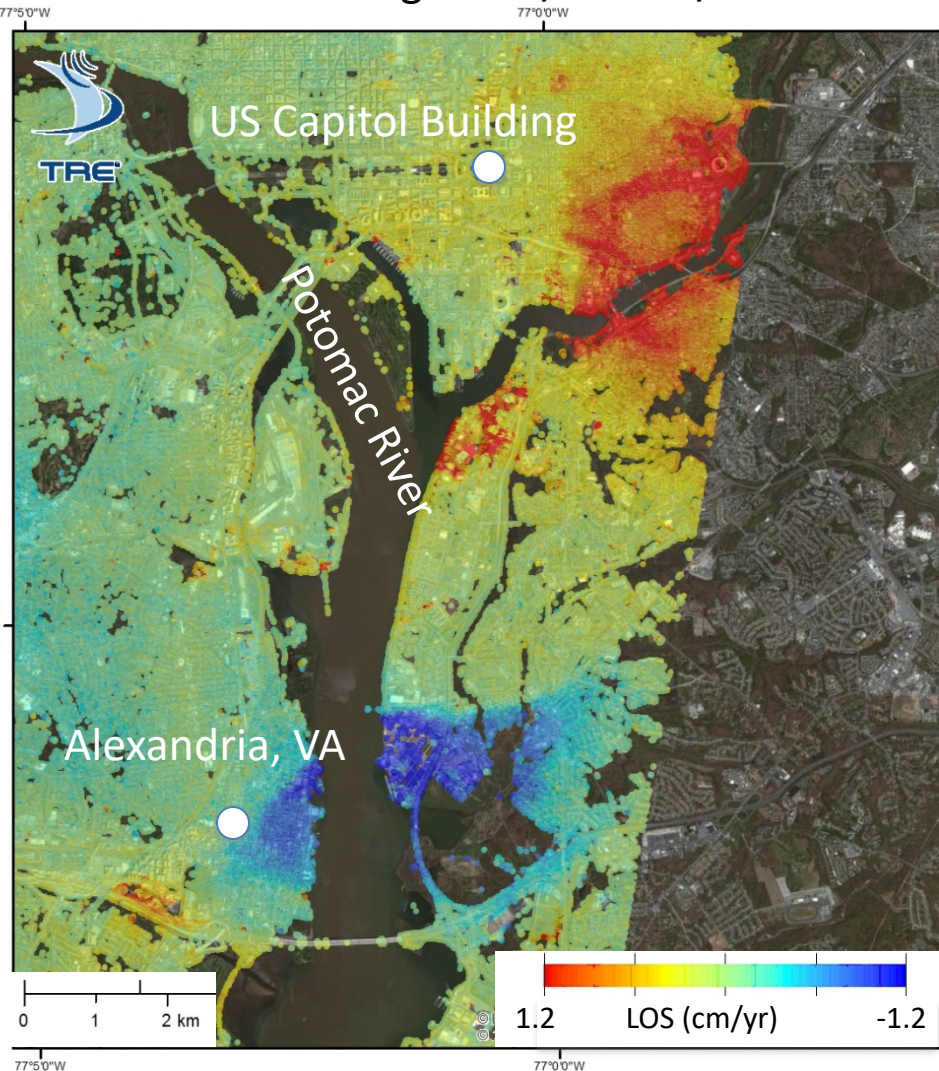 77°5'0"W
77°0'0"W
TRE
US Capitol Building
Potomac River
Alexandria, VA
0 1 2 km
1.2 LOS (cm/yr) -1.2
77°5'0"W
77°0'0"W